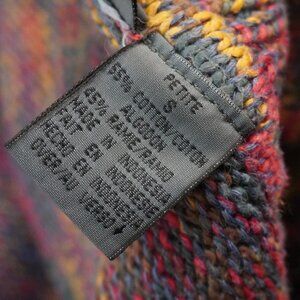 PETITE
S
55% COTTON/COTON
ALGODON
45% RAMIE/RAMIO
MADE IN INDONESIA
FAIT EN INDONESIE
HECHO EN INDONESIA
OVER/AU VERSO